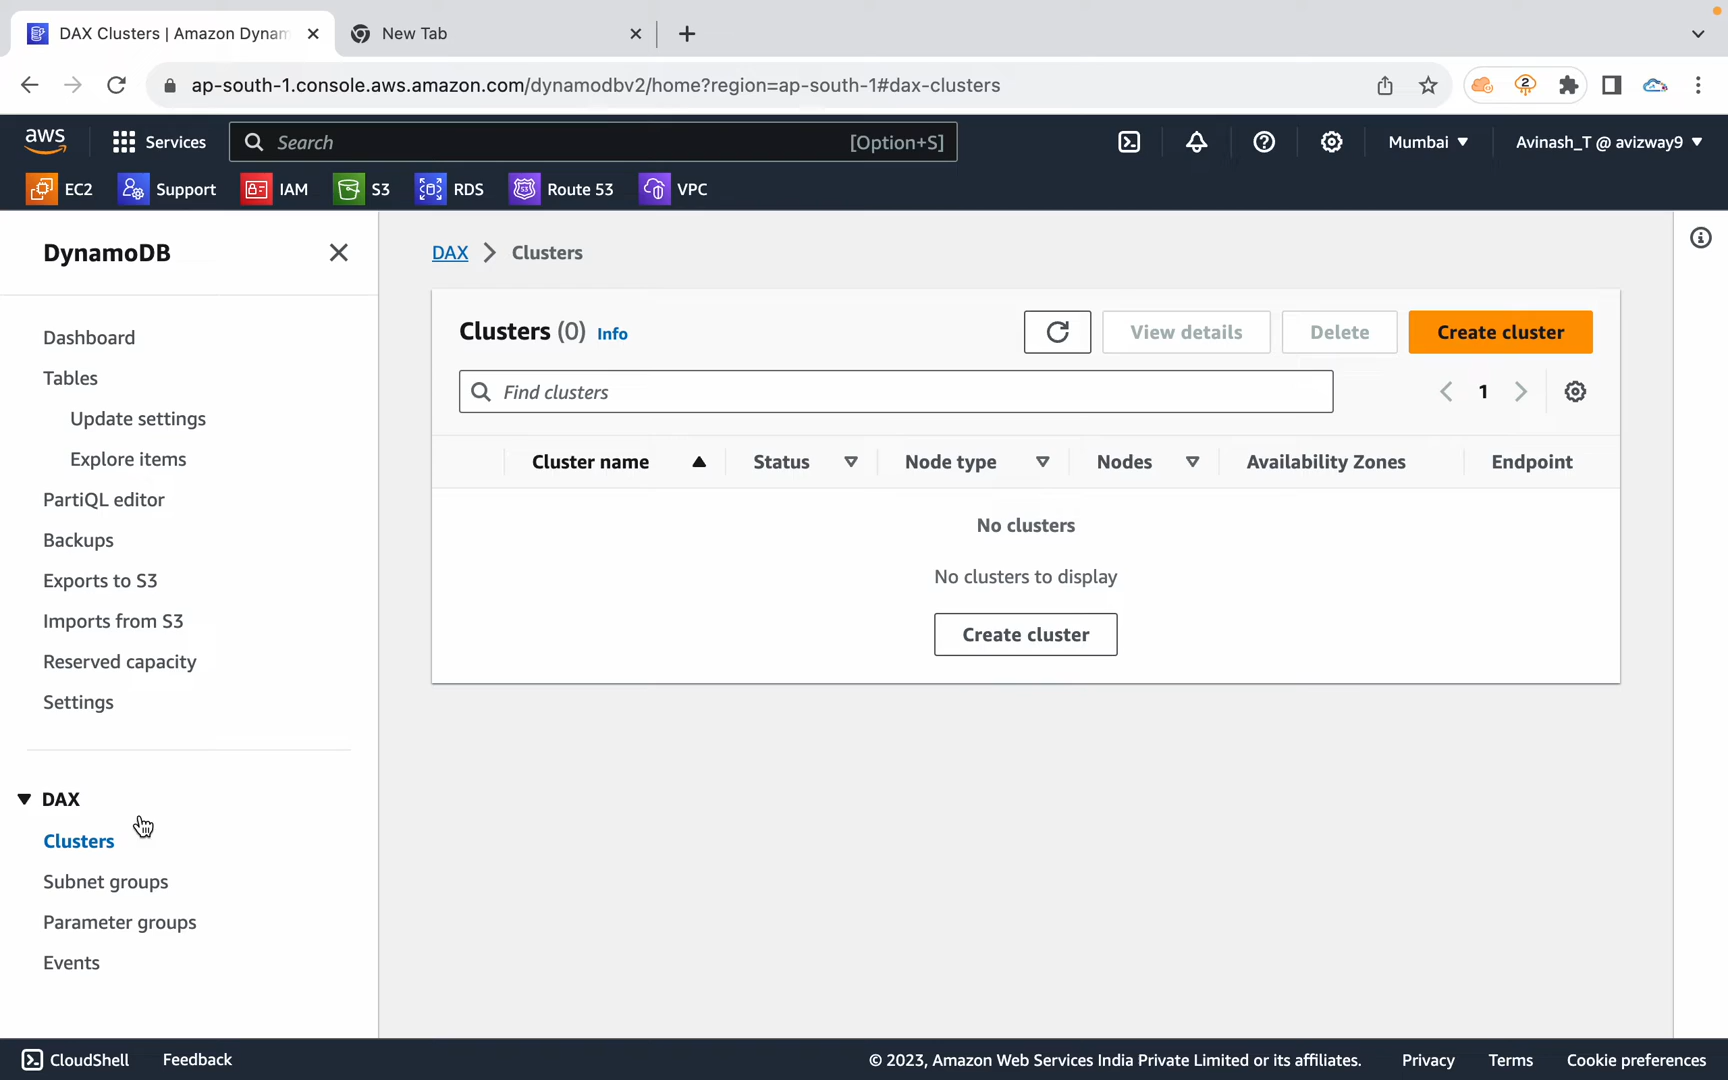 DAX Clusters | Amazon Dynam
New Tab
ap-south-1.console.aws.amazon.com/dynamodbv2/home?region=ap-south-1#dax-clusters
2
aws
Services
Search
[Option+S]
Mumbai
Avinash_T @ avizway9
EC2
Support
IAM
S3
RDS
Route 53
VPC
DynamoDB
Dashboard
Tables
Update settings
Explore items
PartiQL editor
Backups
Exports to S3
Imports from S3
Reserved capacity
Settings
DAX
Clusters
Subnet groups
Parameter groups
Events
DAX
Clusters
Clusters (0) Info
View details
Delete
Create cluster
Find clusters
1
Cluster name
Status
Node type
Nodes
Availability Zones
Endpoint
No clusters
No clusters to display
Create cluster
CloudShell
Feedback
© 2023, Amazon Web Services India Private Limited or its affiliates.
Privacy
Terms
Cookie preferences